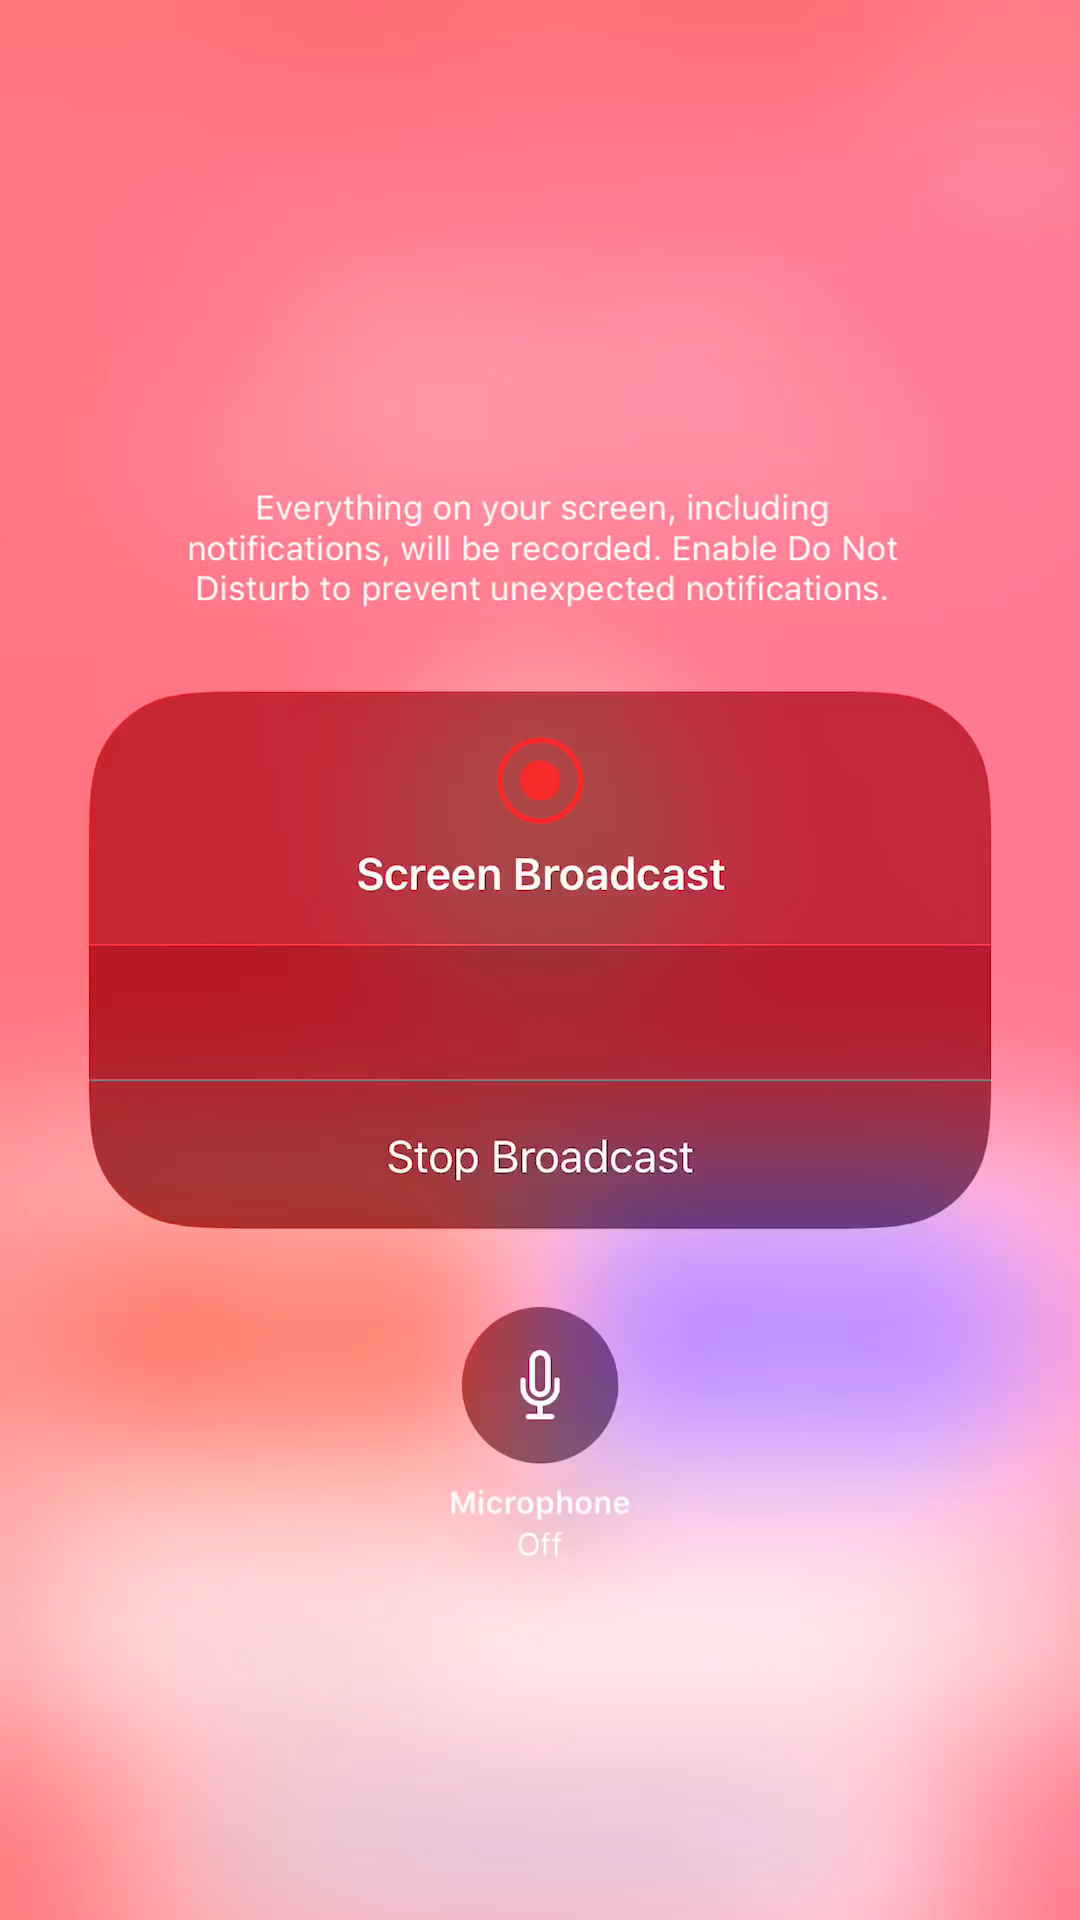 Everything on your screen, including
notifications, will be recorded. Enable Do Not
Disturb to prevent unexpected notifications.
Screen Broadcast
Stop Broadcast
Microphone
Off